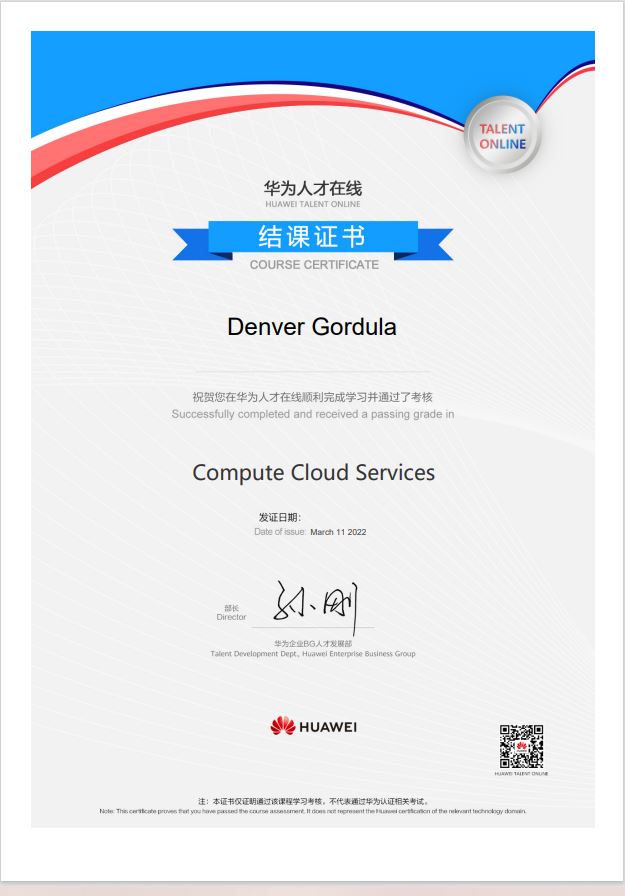 TALENT
ONLINE
华为人才在线
HUAWEI TALENT ONLINE
结课证书
COURSE CERTIFICATE
Denver Gordula
祝贺您在华为人才在线顺利完成学习并通过了考核
Successfully completed and received a passing grade in
Compute Cloud Services
发证日期：
Date of issue: March 11 2022
部长
Director
华为企业BG人才发展部
Talent Development Dept., Huawei Enterprise Business Group
HUAWEI
HUAWEI TALENT ONLINE
注：本证书仅证明通过该课程学习考核，不代表通过华为认证相关考试。
Note: This certificate proves that you have passed the course assessment. It does not represent the Huawei certification of the relevant technology domain.